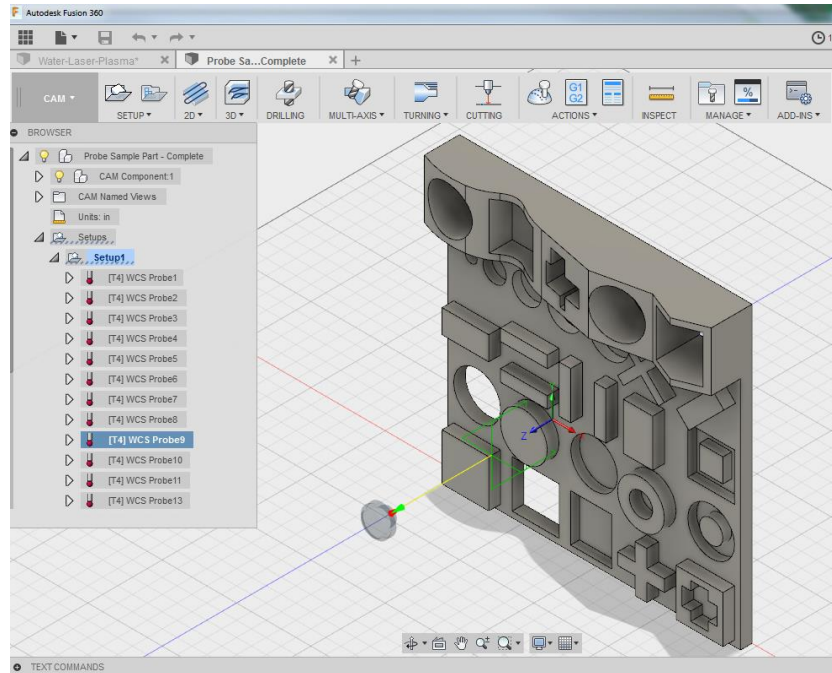 Autodesk Fusion 360
1
Water-Laser-Plasma*
Probe Sa...Complete
CAM
SETUP
2D
3D
DRILLING
MULTI-AXIS
TURNING
CUTTING
G1
G2
ACTIONS
INSPECT
%
MANAGE
ADD-INS
BROWSER
Probe Sample Part - Complete
CAM Component:1
CAM Named Views
Units: in
Setups
Setup1
[T4] WCS Probe1
[T4] WCS Probe2
[T4] WCS Probe3
[T4] WCS Probe4
[T4] WCS Probe5
[T4] WCS Probe6
[T4] WCS Probe7
[T4] WCS Probe8
[T4] WCS Probe9
[T4] WCS Probe10
[T4] WCS Probe11
[T4] WCS Probe13
Z
TEXT COMMANDS